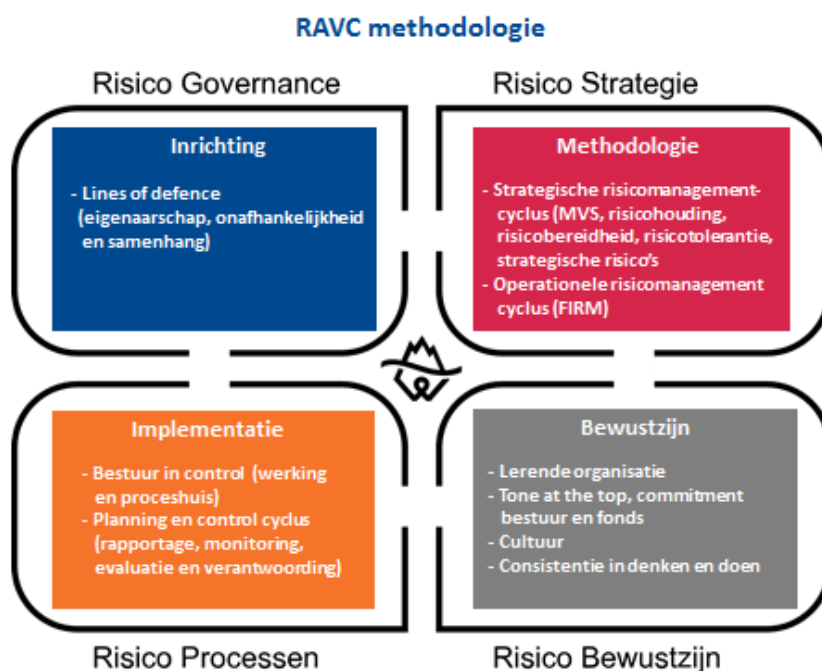 RAVC methodologie
Risico Governance
Inrichting
- Lines of defence
(eigenaarschap, onafhankelijkheid
en samenhang)
Risico Strategie
Methodologie
- Strategische risicomanagement-
cyclus (MVS, risicohouding,
risicobereidheid, risicotolerantie,
strategische risico's
- Operationele risicomanagement
cyclus (FIRM)
Implementatie
- Bestuur in control (werking
en proceshuis)
- Planning en control cyclus
(rapportage, monitoring,
evaluatie en verantwoording)
Risico Processen
Bewustzijn
- Lerende organisatie
- Tone at the top, commitment
bestuur en fonds
- Cultuur
- Consistentie in denken en doen
Risico Bewustzijn